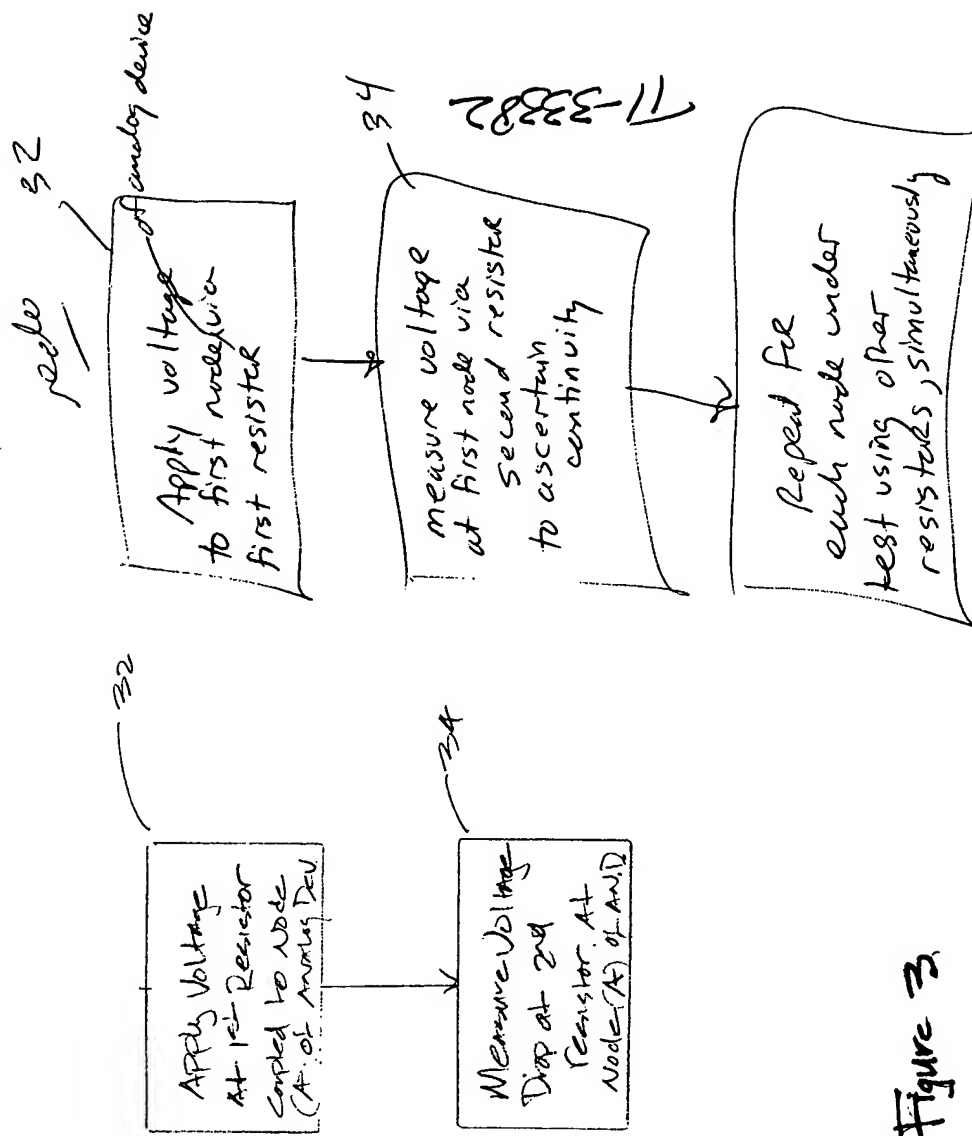 redo
32
Apply voltage
of analog device
to first node via
first resistor
34
measure voltage
at first node via
second resistor
to ascertain
continuity
TI-33382
Repeat for
each node under
test using other
resistors, simultaneously
32
Apply Voltage
At 1st Resistor
Coupled to Node
(A) of Analog Dev
34
Measure Voltage
Drop at 2nd
resistor At
Node (A) of AN.D
Figure 3